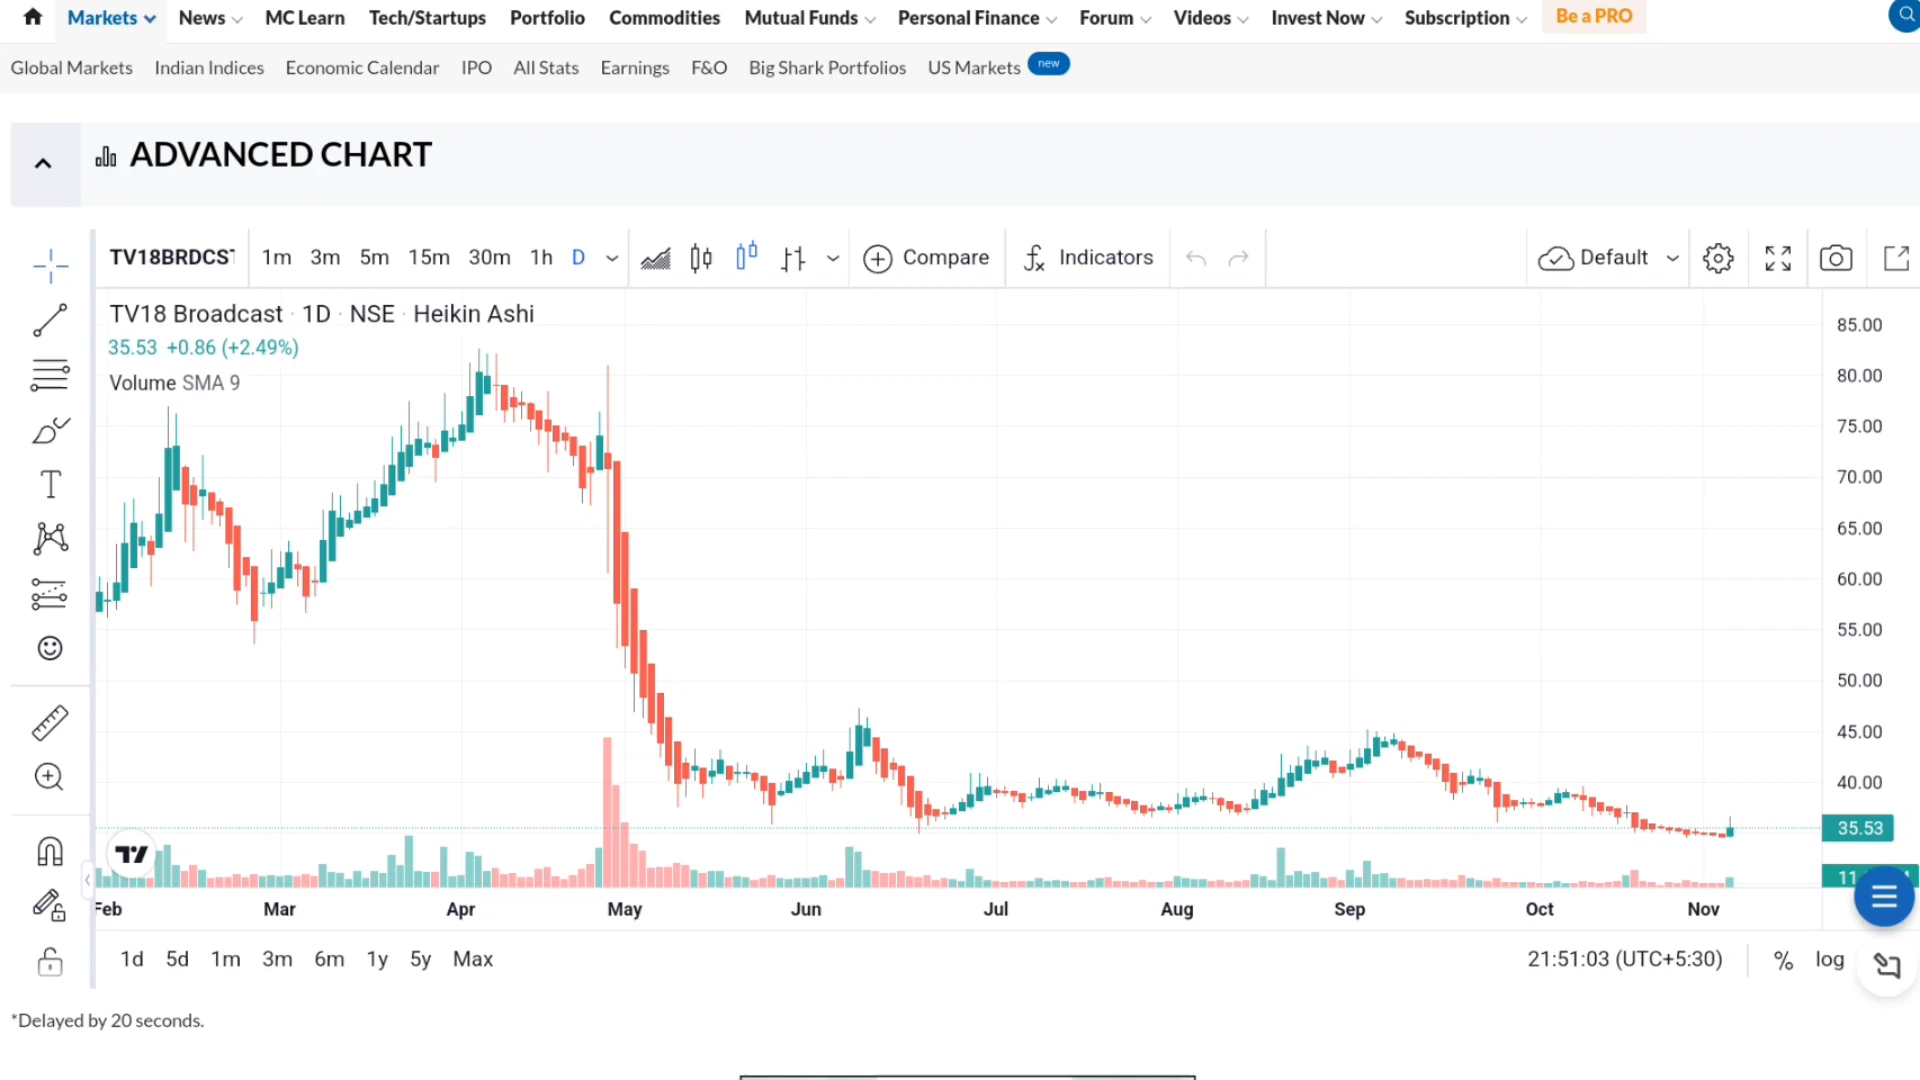 Markets News MC Learn Tech/Startups Portfolio Commodities Mutual Funds Personal Finance Forum Videos Invest Now Subscription Be a PRO
Global Markets Indian Indices Economic Calendar IPO All Stats Earnings F&O Big Shark Portfolios US Markets new
ADVANCED CHART
TV18BRDCST 1m 3m 5m 15m 30m 1h D Compare Indicators Default
TV18 Broadcast · 1D · NSE · Heikin Ashi
35.53 +0.86 (+2.49%)
Volume SMA 9
85.00
80.00
75.00
70.00
65.00
60.00
55.00
50.00
45.00
40.00
35.53
Feb Mar Apr May Jun Jul Aug Sep Oct Nov
1d 5d 1m 3m 6m 1y 5y Max 21:51:03 (UTC+5:30) % log
*Delayed by 20 seconds.